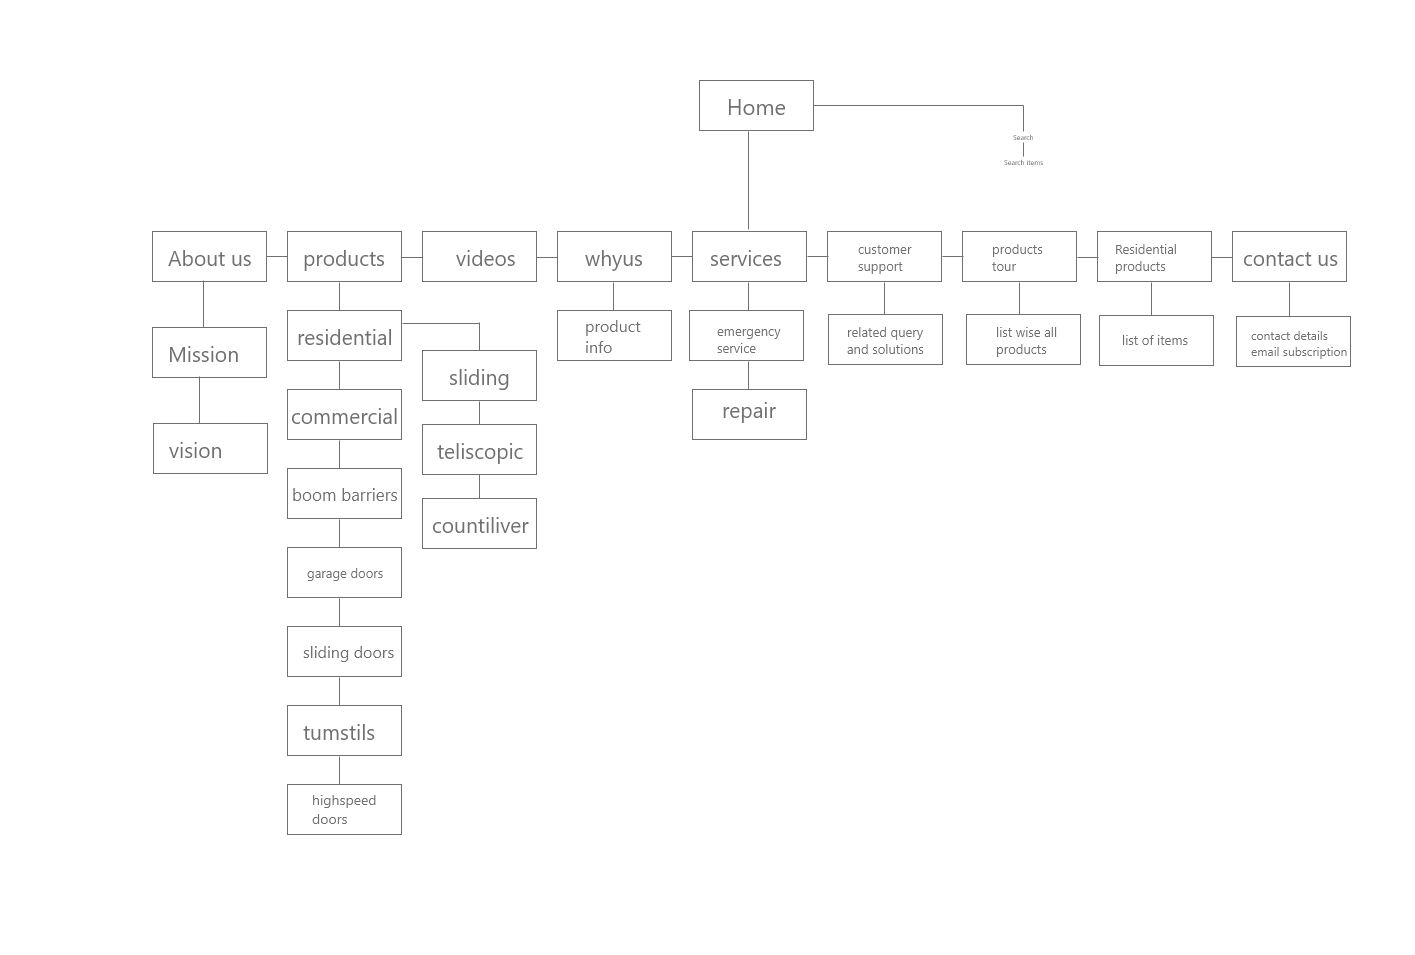 Home
Search
Search items
About us
products
videos
whyus
services
customer
support
products
tour
Residential
products
contact us
Mission
vision
residential
commercial
boom barriers
garage doors
sliding doors
tumstils
highspeed
doors
sliding
teliscopic
countiliver
product
info
emergency
service
repair
related query
and solutions
list wise all
products
list of items
contact details
email subscription